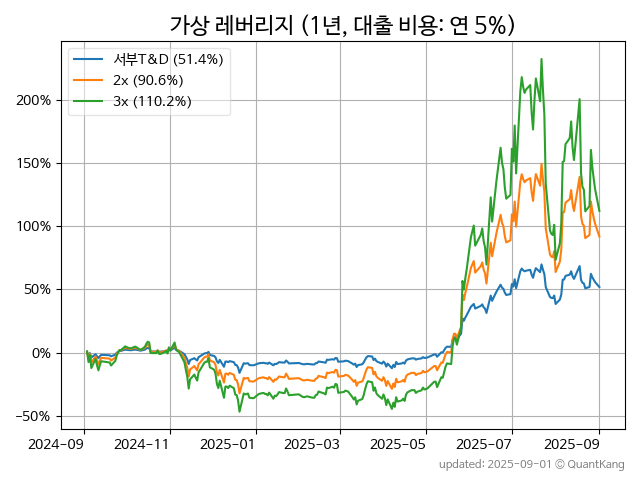 가상 레버리지 (1년, 대출 비용: 연 5%)
서부T&D (51.4%)
2x (90.6%)
3x (110.2%)
200%
150%
100%
50%
0%
−50%
2024-09 2024-11 2025-01 2025-03 2025-05 2025-07 2025-09
updated: 2025-09-01 © QuantKang